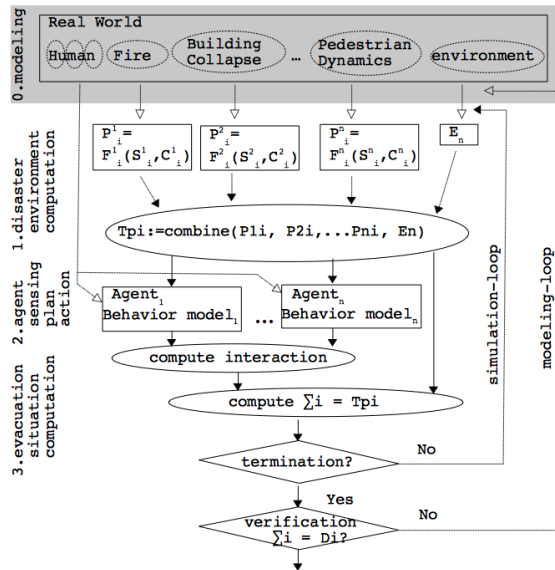 Real World
Human Fire Building Collapse … Pedestrian Dynamics environment
0.modeling
P¹ᵢ= F¹ᵢ(S¹ᵢ,C¹ᵢ)
P²ᵢ= F²ᵢ(S²ᵢ,C²ᵢ)
Pⁿᵢ= Fⁿᵢ(Sⁿᵢ,Cⁿᵢ)
Eₙ
1.disaster
environment
computation
Tpi:=combine(P1i, P2i,...Pni, En)
2.agent
sensing
plan
action
Agent₁
Behavior model₁
...
Agentₙ
Behavior modelₙ
compute interaction
3.evacuation
situation
computation
compute ∑i = Tpi
termination?
No
Yes
verification
∑i = Di?
No
simulation-loop
modeling-loop